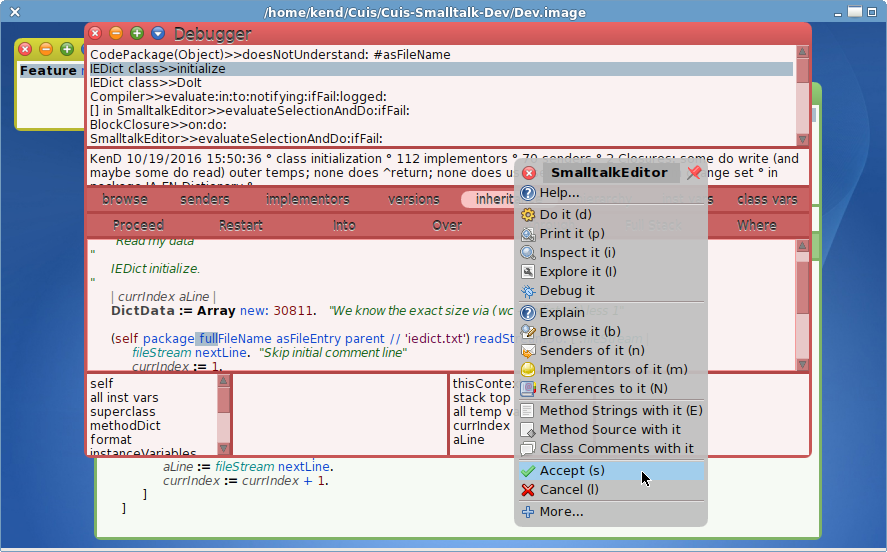 /home/kend/Cuis/Cuis-Smalltalk-Dev/Dev.image
Debugger
Feature
CodePackage(Object)>>doesNotUnderstand: #asFileName
IEDict class>>initialize
IEDict class>>DoIt
Compiler>>evaluate:in:to:notifying:ifFail:logged:
[] in SmalltalkEditor>>evaluateSelectionAndDo:ifFail:
BlockClosure>>on:do:
SmalltalkEditor>>evaluateSelectionAndDo:ifFail:
KenD 10/19/2016 15:50:36 ° class initialization ° 112 implementors ° 70 senders ° 2 Closures: some do write (and
maybe some do read) outer temps; none does ^return; none does us nge set ° in
package IA-EN-Dictionary °
browse senders implementors versions inherit class vars
Proceed Restart Into Over Full Stack Where
Read my data
"
IEDict initialize.
"
| currIndex aLine |
DictData := Array new: 30811. "We know the exact size via (wc
(self package fullFileName asFileEntry parent // 'iedict.txt') readSt
fileStream nextLine. "Skip initial comment line"
currIndex := 1.
self
all inst vars
superclass
methodDict
format
instanceVariables
thisConte
stack top
all temp v
currIndex
aLine
aLine := fileStream nextLine.
currIndex := currIndex + 1.
]
]
SmalltalkEditor
Help...
Do it (d)
Print it (p)
Inspect it (i)
Explore it (I)
Debug it
Explain
Browse it (b)
Senders of it (n)
Implementors of it (m)
References to it (N)
Method Strings with it (E)
Method Source with it
Class Comments with it
Accept (s)
Cancel (l)
More...